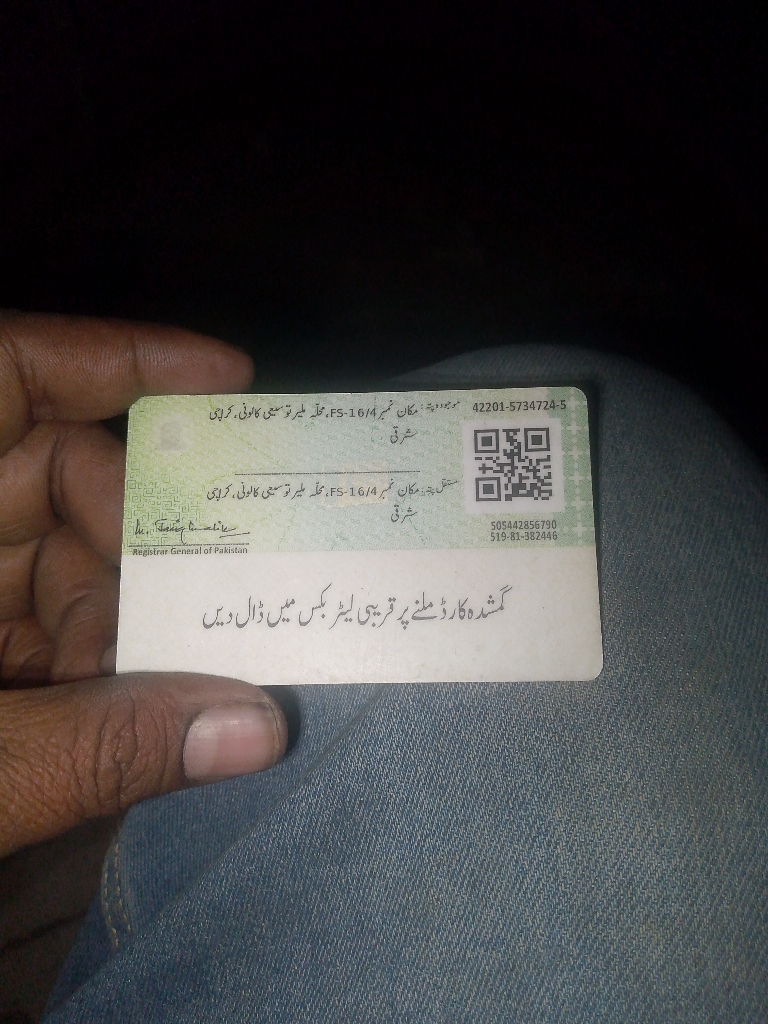 42201-5734724-5
موجودہ پتہ: مکان نمبر FS-16/4، محلہ ملیر توسیعی کالونی، کراچی
شرقی
مستقل پتہ: مکان نمبر FS-16/4، محلہ ملیر توسیعی کالونی، کراچی
شرقی
505442856790
519-81-382446
Registrar General of Pakistan
گمشدہ کارڈ ملنے پر قریبی لیٹر بکس میں ڈال دیں